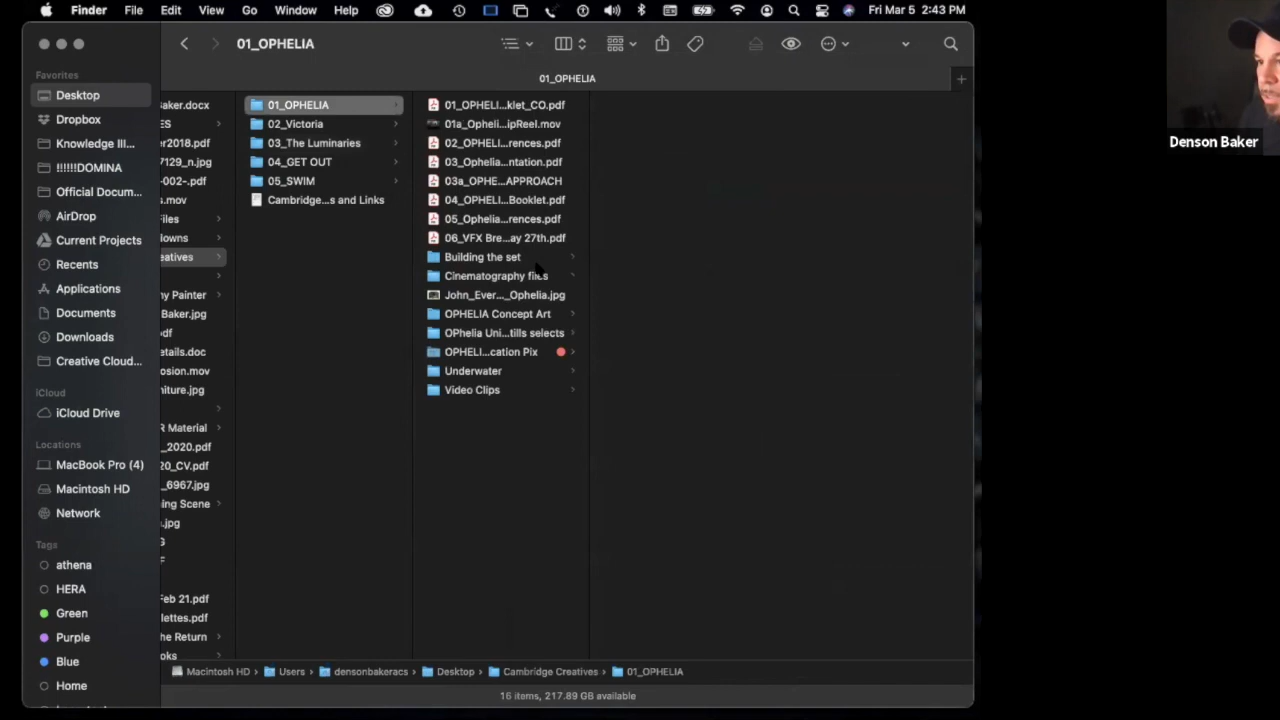 Finder File Edit View Go Window Help Fri Mar 5 2:43 PM
01_OPHELIA
01_OPHELIA
Favorites
Desktop
Dropbox
Knowledge Ill...
!!!!!!DOMINA
Official Docum...
AirDrop
Current Projects
Recents
Applications
Documents
Downloads
Creative Cloud...
iCloud
iCloud Drive
Locations
MacBook Pro (4)
Macintosh HD
Network
Tags
athena
HERA
Green
Purple
Blue
Home
aker.docx
ES
er2018.pdf
7129_n.jpg
-002-.pdf
s.mov
Files
downs
eatives
ny Painter
Baker.jpg
pdf
etails.doc
osion.mov
niture.jpg
R Material
_2020.pdf
20_CV.pdf
_6967.jpg
ing Scene
o.jpg
G
F
Feb 21.pdf
lettes.pdf
he Return
oks
01_OPHELIA
02_Victoria
03_The Luminaries
04_GET OUT
05_SWIM
Cambridge...s and Links
01_OPHELI...klet_CO.pdf
01a_Opheli...ipReel.mov
02_OPHELI...rences.pdf
03_Ophelia...ntation.pdf
03a_OPHE...APPROACH
04_OPHELI...Booklet.pdf
05_Ophelia...rences.pdf
06_VFX Bre...ay 27th.pdf
Building the set
Cinematography files
John_Ever..._Ophelia.jpg
OPHELIA Concept Art
OPhelia Uni...tills selects
OPHELI...cation Pix
Underwater
Video Clips
Macintosh HD › Users › densonbakeracs › Desktop › Cambridge Creatives › 01_OPHELIA
16 items, 217.89 GB available
Denson Baker